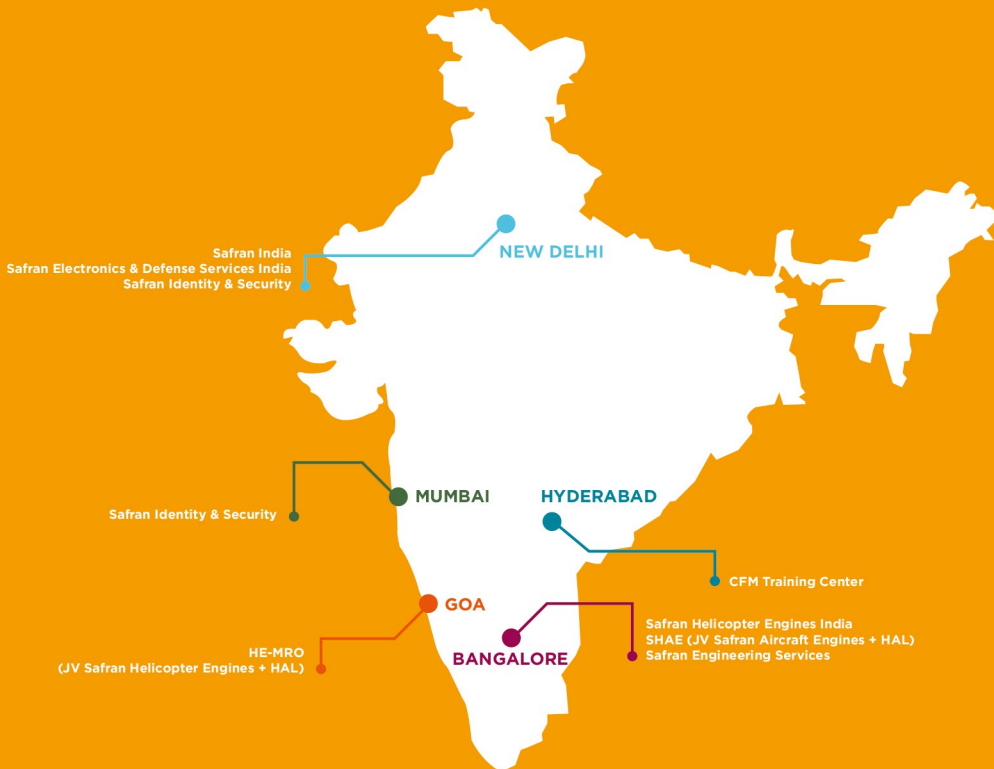 Safran India
Safran Electronics & Defense Services India
Safran Identity & Security
NEW DELHI
MUMBAI
HYDERABAD
Safran Identity & Security
CFM Training Center
GOA
Safran Helicopter Engines India
SHAE (JV Safran Aircraft Engines + HAL)
Safran Engineering Services
BANGALORE
HE-MRO
(JV Safran Helicopter Engines + HAL)